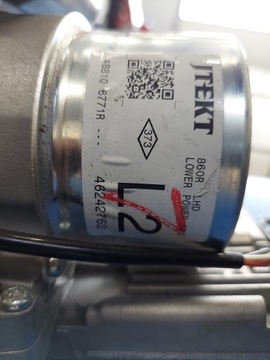 JTEKT
860R LHD
LOWER POWER
373
L2
48810 6771R ---
46242762